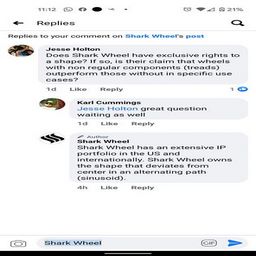 11:12
21%
Replies
Replies to your comment on Shark Wheel's post
Jesse Holton
Does Shark Wheel have exclusive rights to
a shape? If so, is their claim that wheels
with non regular components (treads)
outperform those without in specific use
cases?
1d Like Reply 1
Karl Cummings
Jesse Holton great question
waiting as well
1d Like Reply
Author
Shark Wheel
Shark Wheel has an extensive IP
portfolio in the US and
internationally. Shark Wheel owns
the shape that deviates from
center in an alternating path
(sinusoid).
4h Like Reply
Shark Wheel
GIF